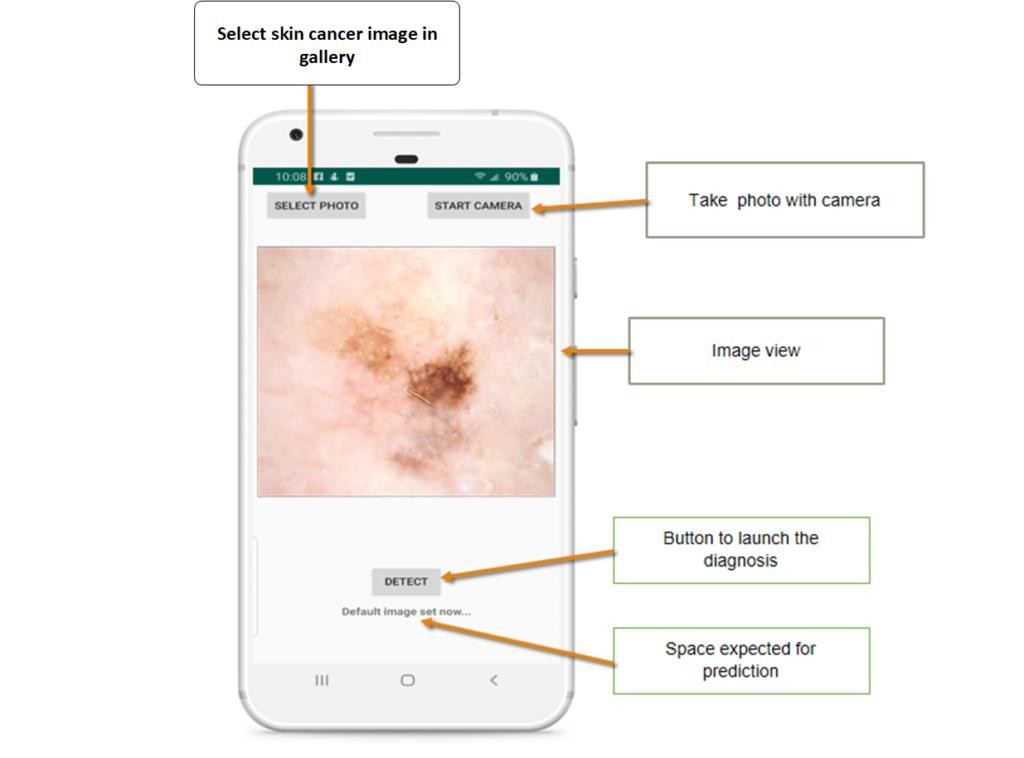 Select skin cancer image in
gallery
10:08
90%
SELECT PHOTO
START CAMERA
Take photo with camera
Image view
Button to launch the
diagnosis
DETECT
Default image set now...
Space expected for
prediction